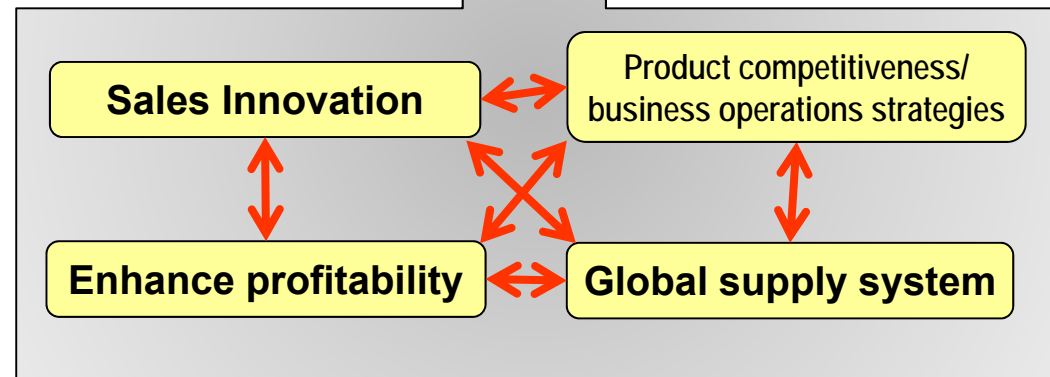 Sales Innovation
Product competitiveness/
business operations strategies
Enhance profitability
Global supply system